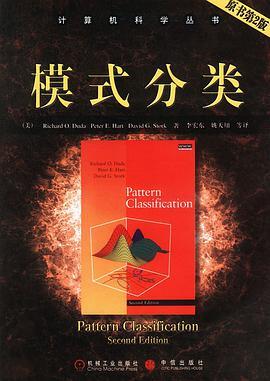 计算机科学丛书
原书第2版
模式分类
(美) Richard O. Duda Peter E. Hart David G. Stork 著 李宏东 姚天翔 等译
Richard O. Duda
Peter E. Hart
David G. Stork
Pattern
Classification
Second Edition
Pattern Classification
Second Edition
机械工业出版社
China Machine Press
中信出版社
CITIC PUBLISHING HOUSE